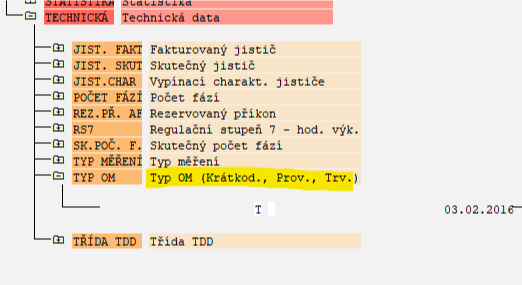 STATISTIKA Statistika
TECHNICKÁ Technická data
JIST. FAKT Fakturovaný jistič
JIST. SKUT Skutečný jistič
JIST.CHAR Vypínací charakt. jističe
POČET FÁZÍ Počet fází
REZ.PŘ. AF Rezervovaný příkon
RS7 Regulační stupeň 7 - hod. výk.
SK.POČ. F. Skutečný počet fází
TYP MĚŘENÍ Typ měření
TYP OM Typ OM (Krátkod., Prov., Trv.)
T 03.02.2016
TŘÍDA TDD Třída TDD